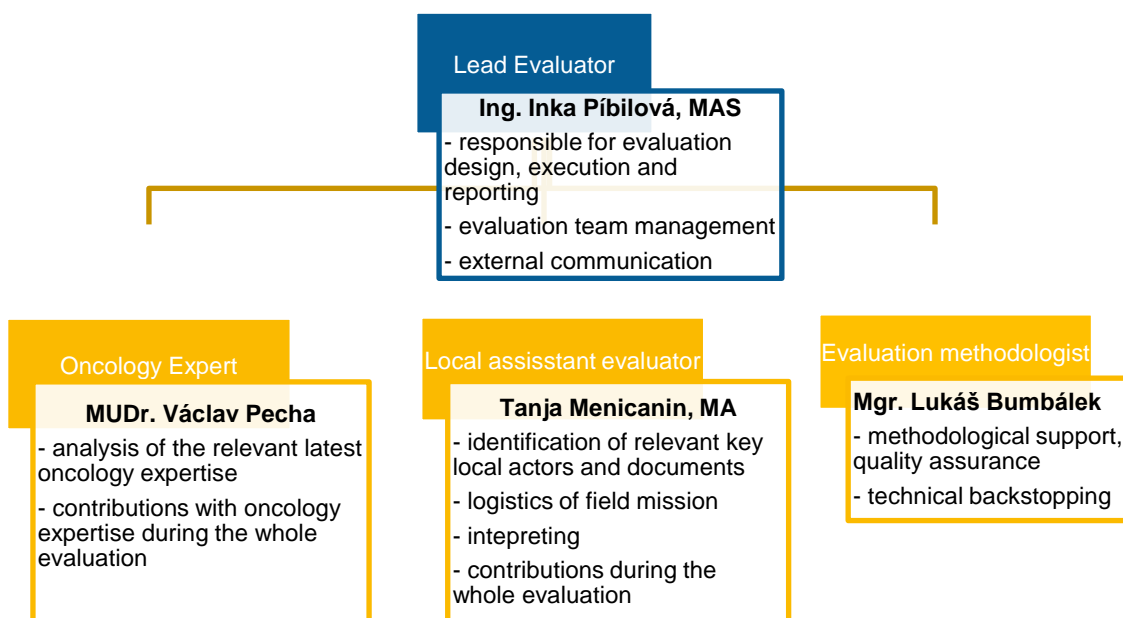 Lead Evaluator
Ing. Inka Píbilová, MAS
- responsible for evaluation
design, execution and
reporting
- evaluation team management
- external communication
Oncology Expert
MUDr. Václav Pecha
- analysis of the relevant latest
oncology expertise
- contributions with oncology
expertise during the whole
evaluation
Local assisstant evaluator
Tanja Menicanin, MA
- identification of relevant key
local actors and documents
- logistics of field mission
- intepreting
- contributions during the
whole evaluation
Evaluation methodologist
Mgr. Lukáš Bumbálek
- methodological support,
quality assurance
- technical backstopping